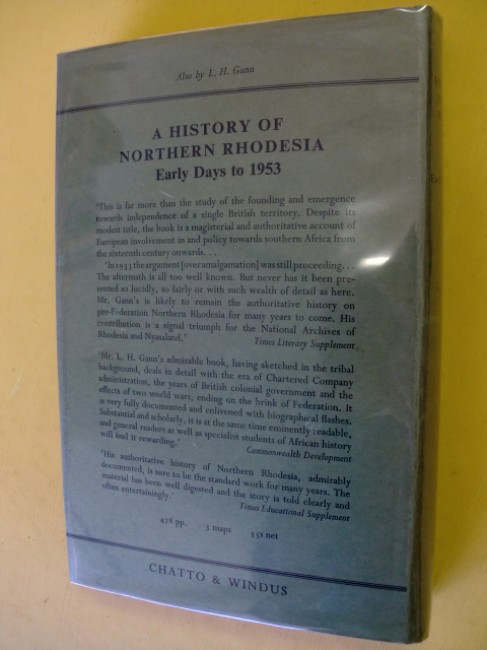 Also by L. H. Gann
A HISTORY OF
NORTHERN RHODESIA
Early Days to 1953
"This is far more than the study of the founding and emergence
towards independence of a single British territory. Despite its
modest title, the book is a magisterial and authoritative account of
European involvement in and policy towards southern Africa from
the sixteenth century onwards. . .
"In 1953 the argument [over amalgamation] was still proceeding. . .
The aftermath is all too well known. But never has it been pre-
sented so lucidly, so fairly or with such wealth of detail as here.
Mr. Gann's is likely to remain the authoritative history on
pre-Federation Northern Rhodesia for many years to come. His
contribution is a signal triumph for the National Archives of
Rhodesia and Nyasaland." Times Literary Supplement
"Mr. L. H. Gann's admirable book, having sketched in the tribal
background, deals in detail with the era of Chartered Company
administration, the years of British colonial government and the
effects of two world wars, ending on the brink of Federation. It
is very fully documented and enlivened with biographical flashes.
Substantial and scholarly, it is at the same time eminently readable,
and general readers as well as specialist students of African history
will find it rewarding." Commonwealth Development
"His authoritative history of Northern Rhodesia, admirably
documented, is sure to be the standard work for many years. The
material has been well digested and the story is told clearly and
often entertainingly." Times Educational Supplement
478 pp. 3 maps 55s net
CHATTO & WINDUS